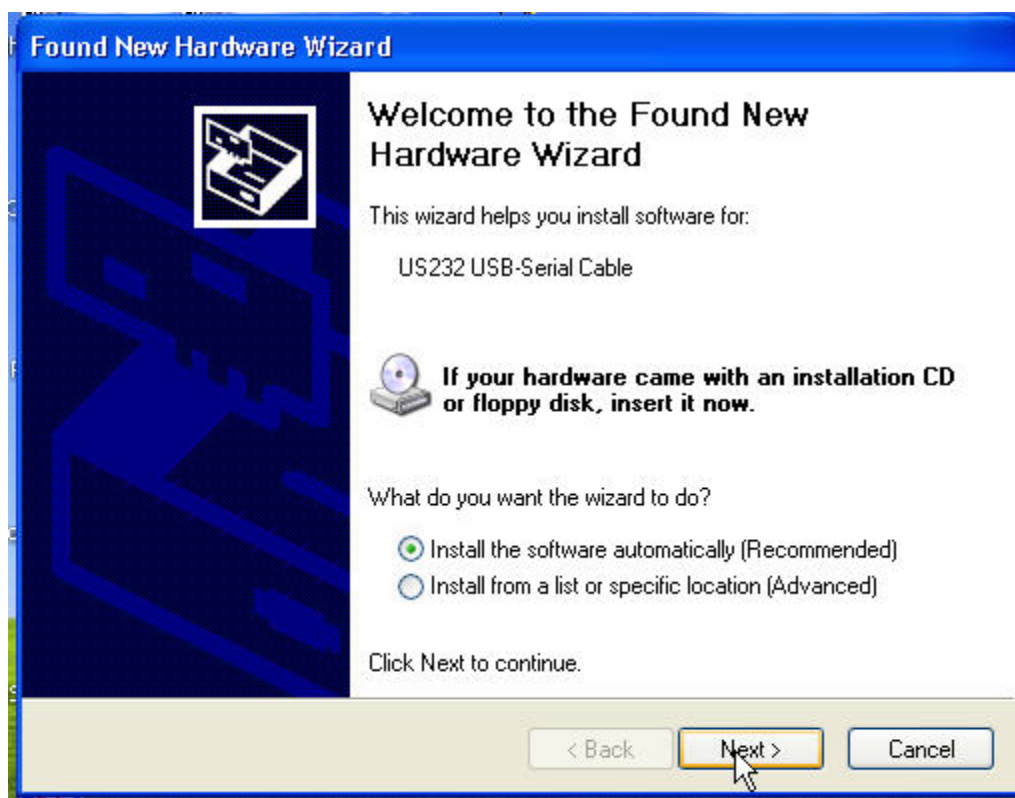 Found New Hardware Wizard
Welcome to the Found New
Hardware Wizard
This wizard helps you install software for:
US232 USB-Serial Cable
If your hardware came with an installation CD
or floppy disk, insert it now.
What do you want the wizard to do?
Install the software automatically (Recommended)
Install from a list or specific location (Advanced)
Click Next to continue.
< Back
Next >
Cancel